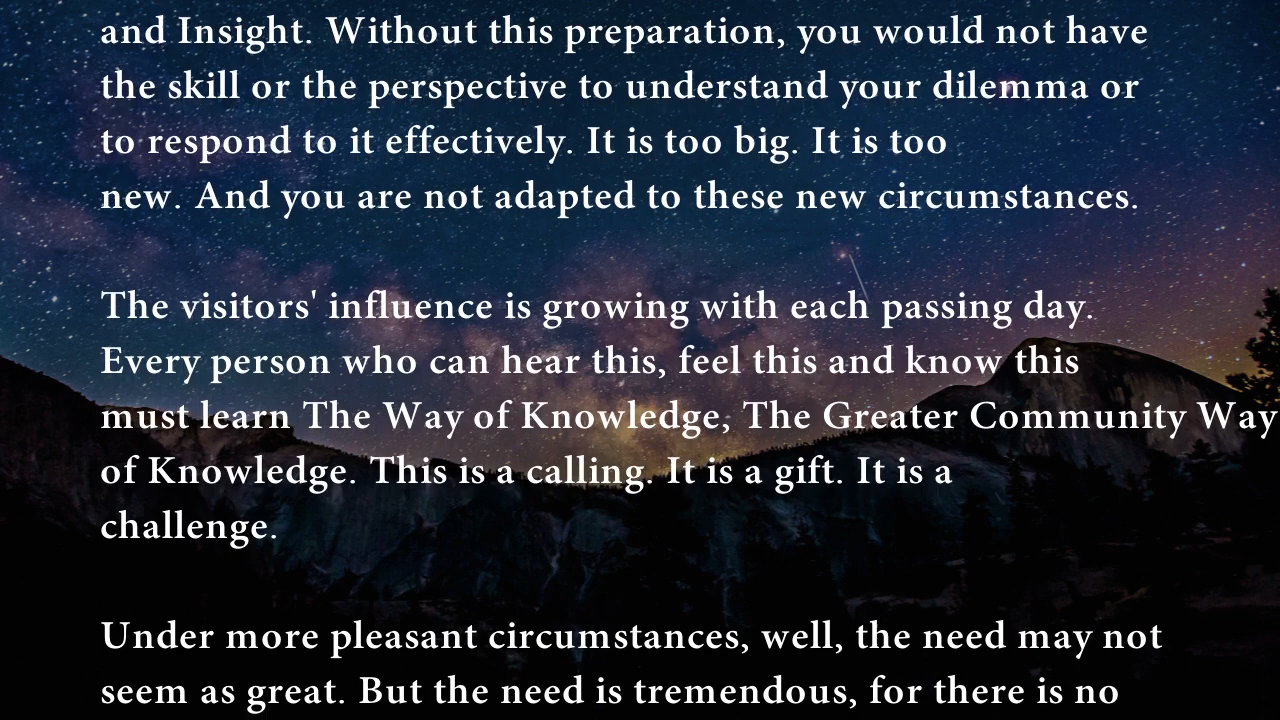 and Insight. Without this preparation, you would not have
the skill or the perspective to understand your dilemma or
to respond to it effectively. It is too big. It is too
new. And you are not adapted to these new circumstances.
The visitors' influence is growing with each passing day.
Every person who can hear this, feel this and know this
must learn The Way of Knowledge, The Greater Community Way
of Knowledge. This is a calling. It is a gift. It is a
challenge.
Under more pleasant circumstances, well, the need may not
seem as great. But the need is tremendous, for there is no